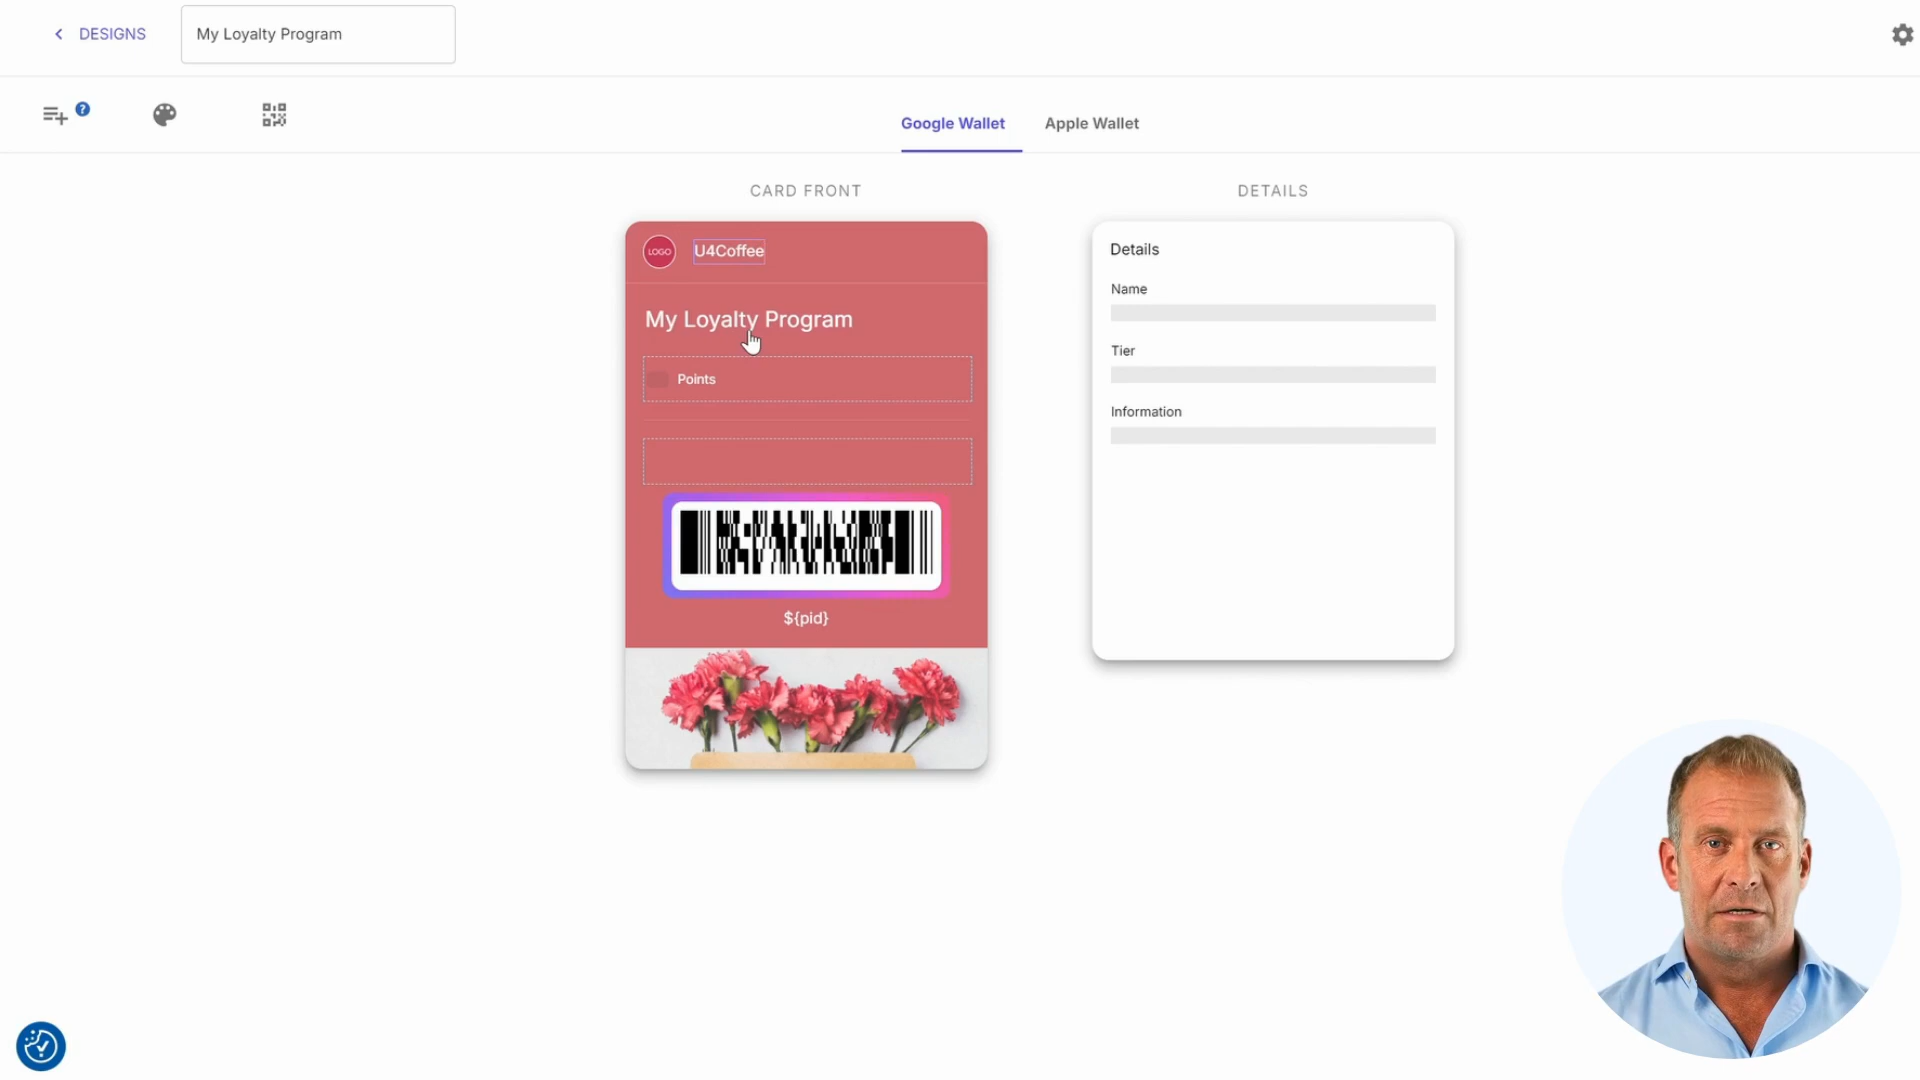 DESIGNS
My Loyalty Program
?
Google Wallet
Apple Wallet
CARD FRONT
DETAILS
LOGO
U4Coffee
My Loyalty Program
Points
${pid}
Details
Name
Tier
Information